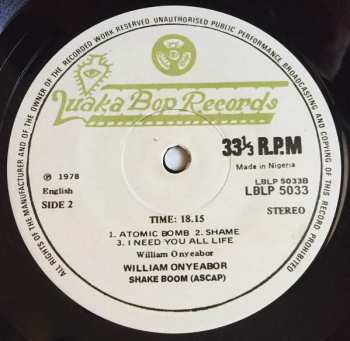 ALL RIGHTS OF THE MANUFACTURER AND OF THE OWNER OF THE RECORDED WORK RESERVED UNAUTHORISED PUBLIC PERFORMANCE, BROADCASTING AND COPYING OF THIS RECORD PROHIBITED
Luaka Bop Records
33⅓ R.P.M
Made in Nigeria
℗ 1978
LBLP 5033B
English
LBLP 5033
SIDE 2
STEREO
TIME: 18.15
1. ATOMIC BOMB 2. SHAME
3. I NEED YOU ALL LIFE
William Onyeabor
WILLIAM ONYEABOR
SHAKE BOOM (ASCAP)